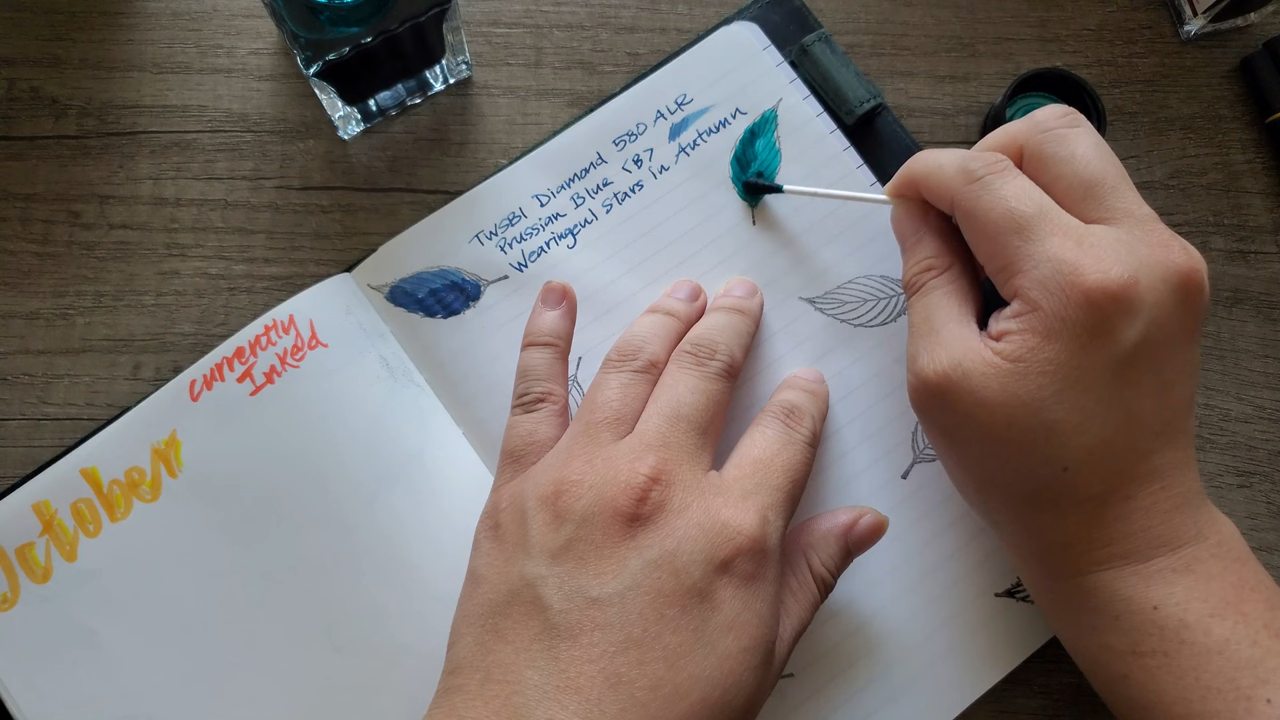 October
currently
Inked
TWSBI Diamond 580 ALR
Prussian Blue <B>
Wearingeul Stars in Autumn